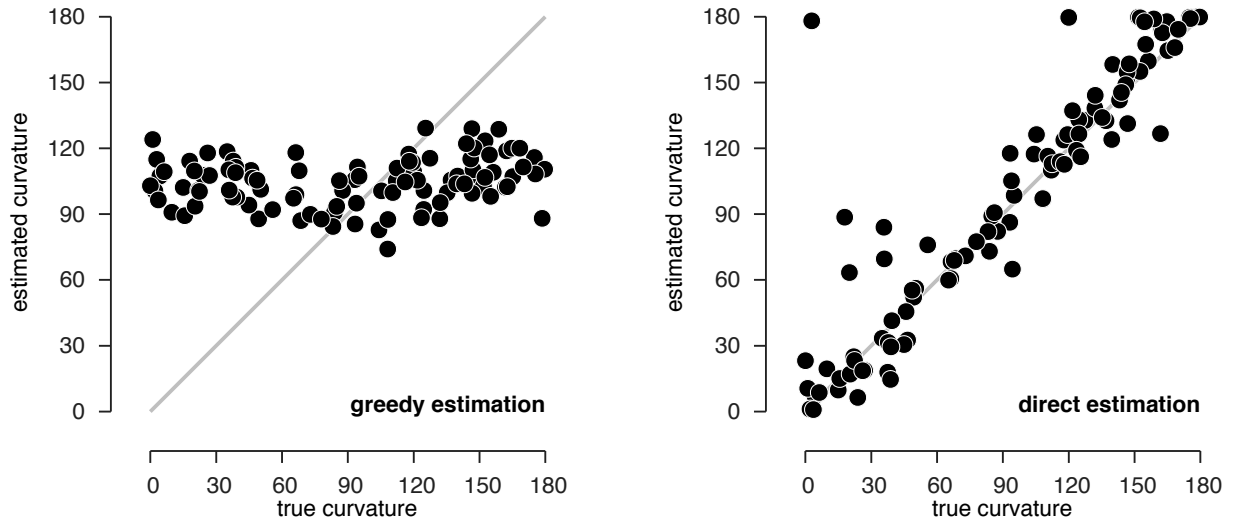 180
150
120
90
60
30
0
estimated curvature
greedy estimation
0 30 60 90 120 150 180
true curvature
180
150
120
90
60
30
0
estimated curvature
direct estimation
0 30 60 90 120 150 180
true curvature